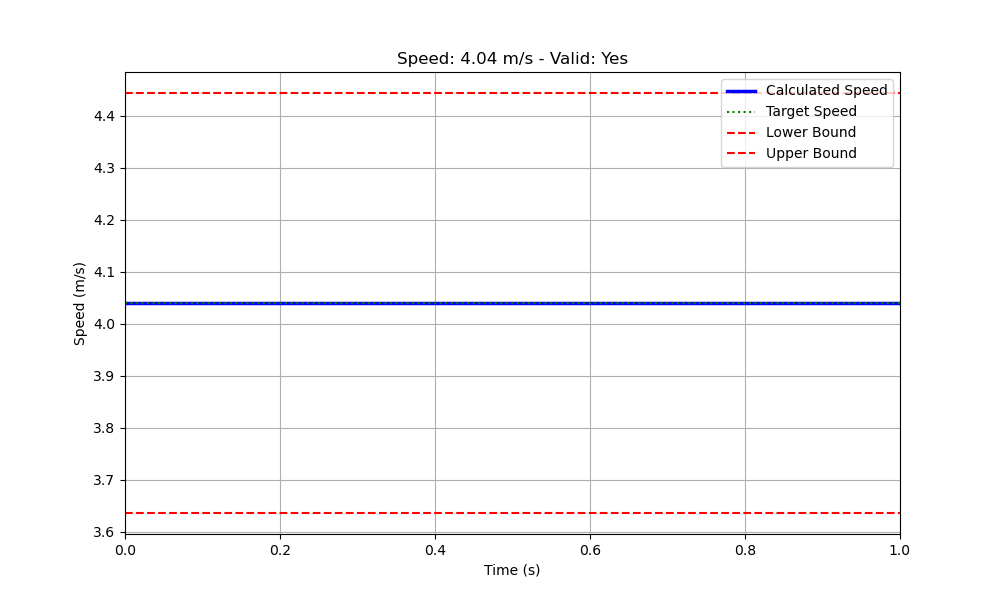 Speed: 4.04 m/s - Valid: Yes
Calculated Speed
Target Speed
Lower Bound
Upper Bound
4.4
4.3
4.2
4.1
4.0
3.9
3.8
3.7
3.6
Speed (m/s)
0.0 0.2 0.4 0.6 0.8 1.0
Time (s)